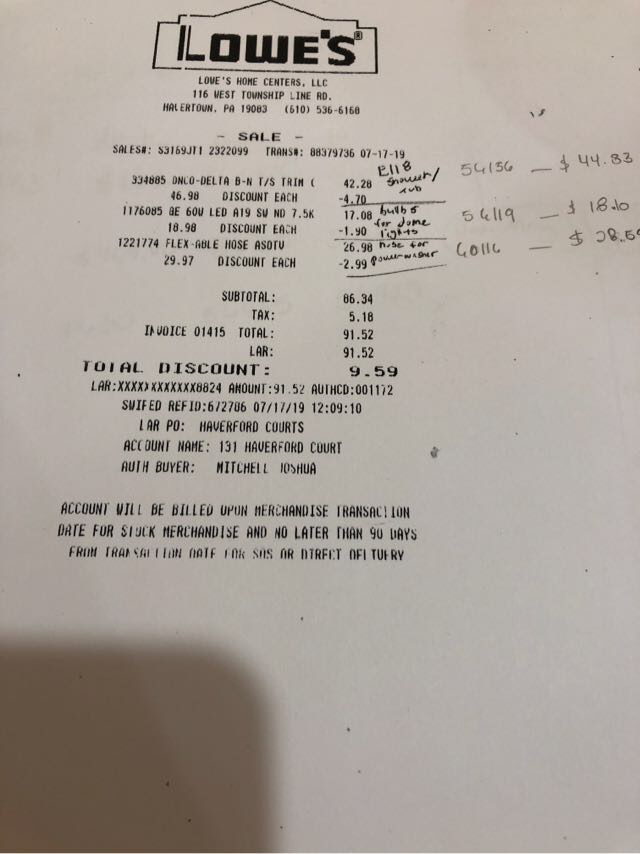 LOWE'S®
LOWE'S HOME CENTERS, LLC
116 WEST TOWNSHIP LINE RD.
HAVERTOWN, PA 19083 (610) 536-6160
- SALE -
SALES#: S3169JT1 2322099 TRANS#: 88379736 07-17-19
E118
334885 DNCO-DELTA B-N T/S TRIM ( 42.28 Shower/ 54136 — $ 44.83
46.98 DISCOUNT EACH -4.70 tub
1176085 GE 60W LED A19 SW ND 7.5K 17.08 bulbs 54119 — $ 18.10
18.98 DISCOUNT EACH -1.90 for dome lights
1221774 FLEX-ABLE HOSE ASOTV 26.98 hose for 60116 — $ 28.5
29.97 DISCOUNT EACH -2.99 powerwasher
SUBTOTAL: 86.34
TAX: 5.18
INVOICE 01415 TOTAL: 91.52
LAR: 91.52
TOTAL DISCOUNT: 9.59
LAR:XXXXXXXXXXXX8824 AMOUNT:91.52 AUTHCD:001172
SWIPED REFID:672786 07/17/19 12:09:10
LAR PO: HAVERFORD COURTS
ACCOUNT NAME: 131 HAVERFORD COURT
AUTH BUYER: MITCHELL JOSHUA
ACCOUNT WILL BE BILLED UPON MERCHANDISE TRANSACTION
DATE FOR STOCK MERCHANDISE AND NO LATER THAN 90 DAYS
FROM TRANSACTION DATE FOR SOS OR DIRECT DELIVERY